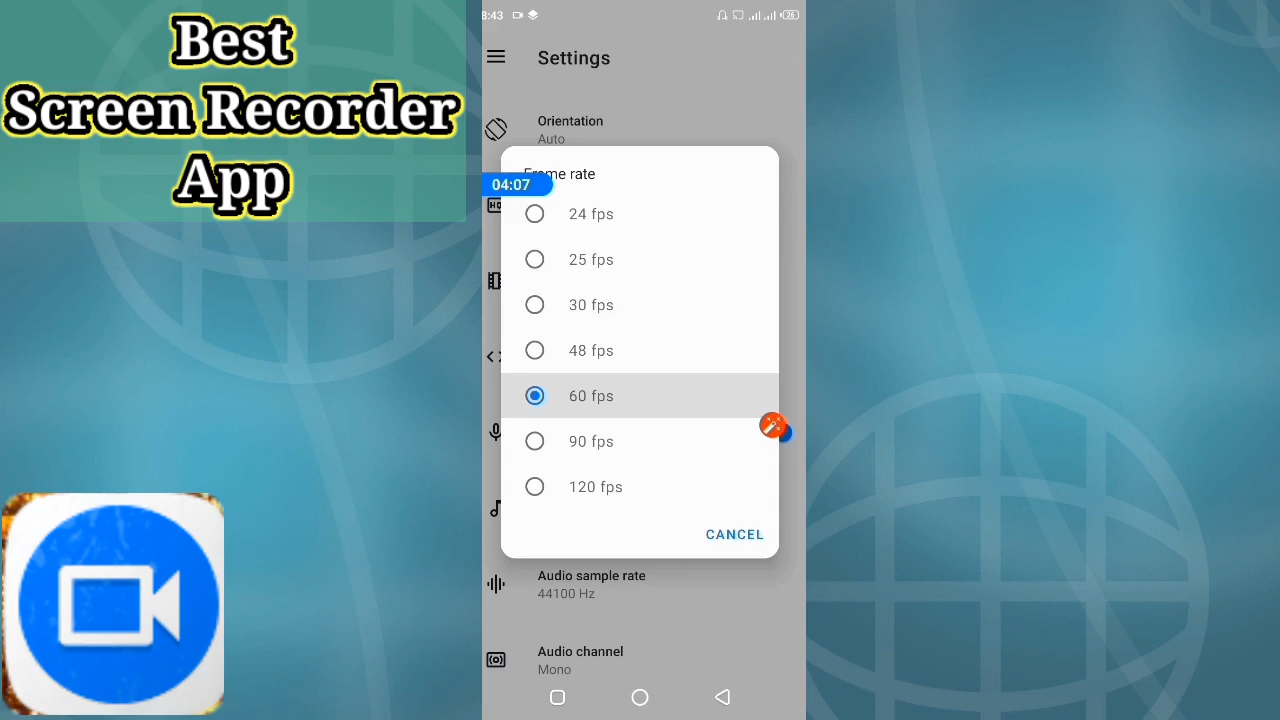 Best
Screen Recorder
App
8:43
26
Settings
Orientation
Auto
Frame rate
04:07
24 fps
25 fps
30 fps
48 fps
60 fps
90 fps
120 fps
CANCEL
Audio sample rate
44100 Hz
Audio channel
Mono